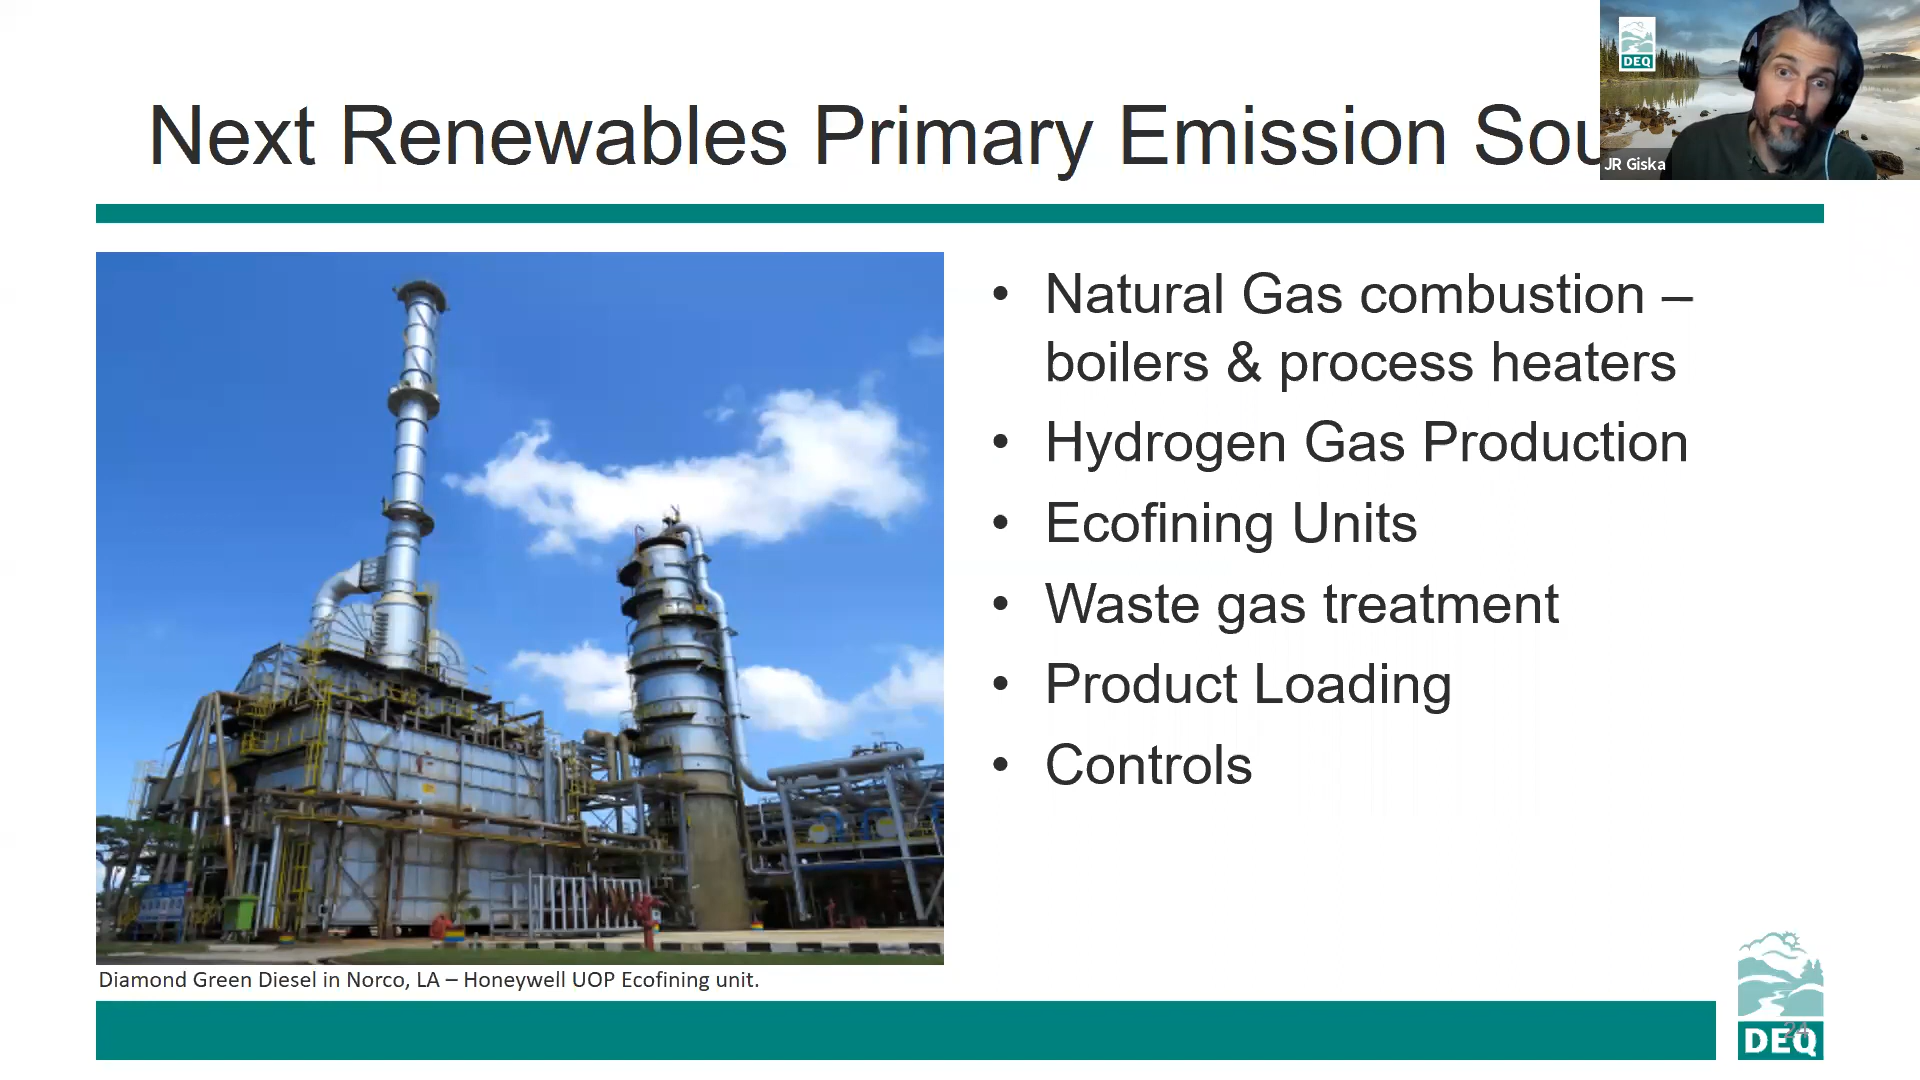 Next Renewables Primary Emission Sou
DEQ
JR Giska
• Natural Gas combustion –
boilers & process heaters
• Hydrogen Gas Production
• Ecofining Units
• Waste gas treatment
• Product Loading
• Controls
Diamond Green Diesel in Norco, LA – Honeywell UOP Ecofining unit.
24
DEQ